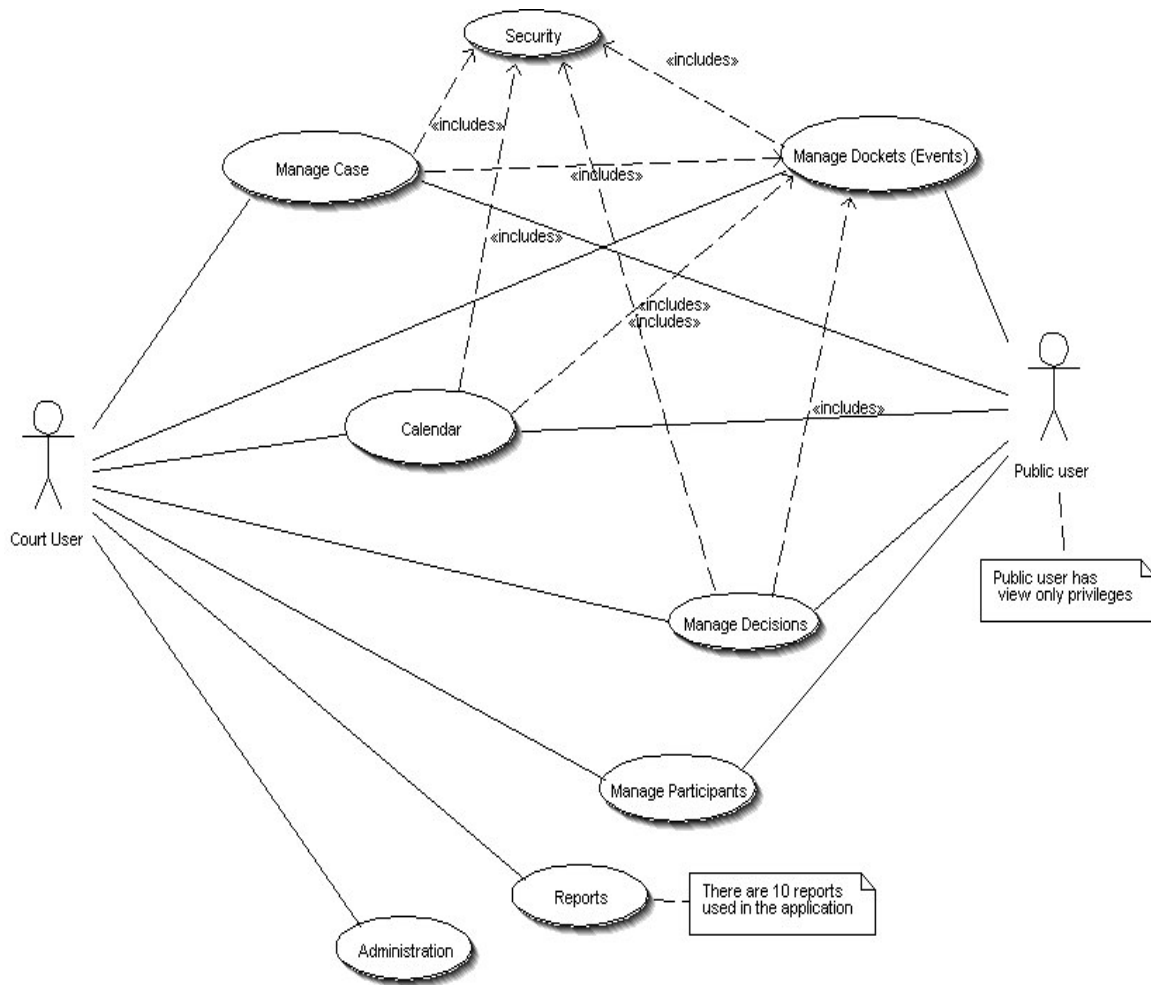 Security
«includes»
«includes»
Manage Case
Manage Dockets (Events)
«includes»
«includes»
«includes»
«includes»
Calendar
«includes»
Court User
Public user
Public user has
view only privileges
Manage Decisions
Manage Participants
Reports
There are 10 reports
used in the application
Administration